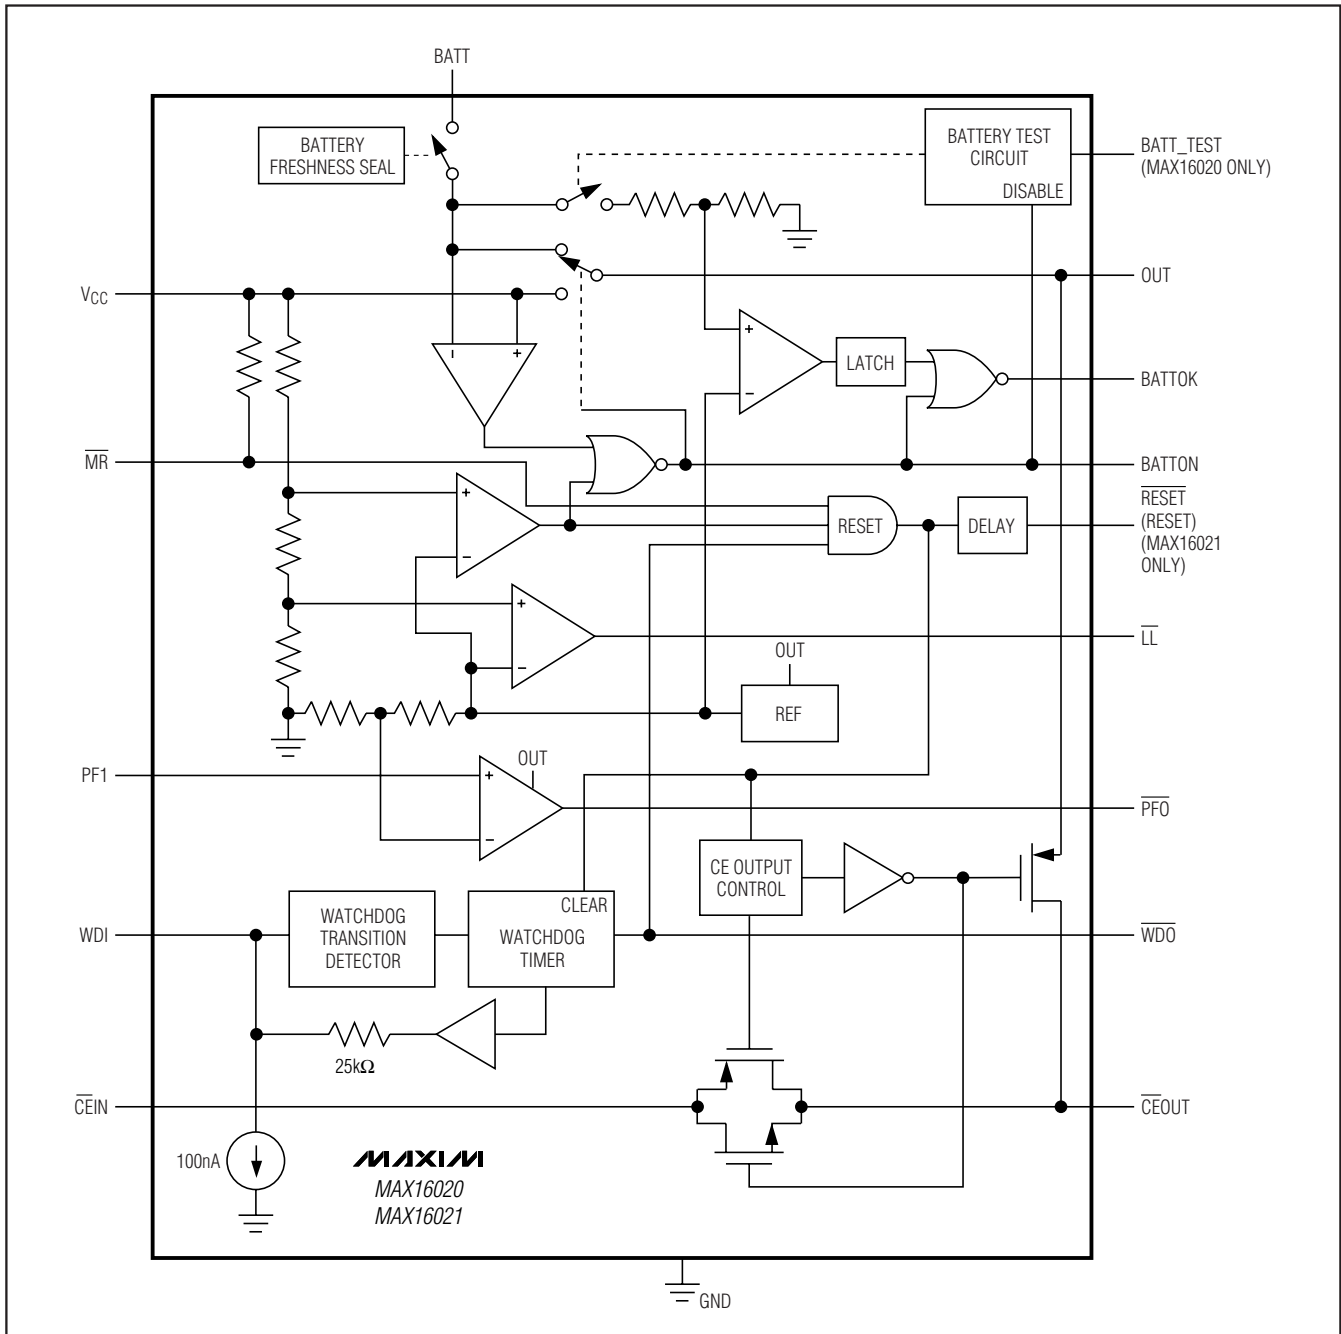 BATT
BATTERY
FRESHNESS SEAL
BATTERY TEST
CIRCUIT
DISABLE
BATT_TEST
(MAX16020 ONLY)
OUT
VCC
+
−
−
+
LATCH
BATTOK
MR
BATTON
+
−
RESET
DELAY
RESET
(RESET)
(MAX16021
ONLY)
+
−
LL
OUT
REF
PF1
OUT
+
−
PFO
CE OUTPUT
CONTROL
WDI
WATCHDOG
TRANSITION
DETECTOR
CLEAR
WATCHDOG
TIMER
WDO
25kΩ
CEIN
CEOUT
100nA
MAXIM
MAX16020
MAX16021
GND